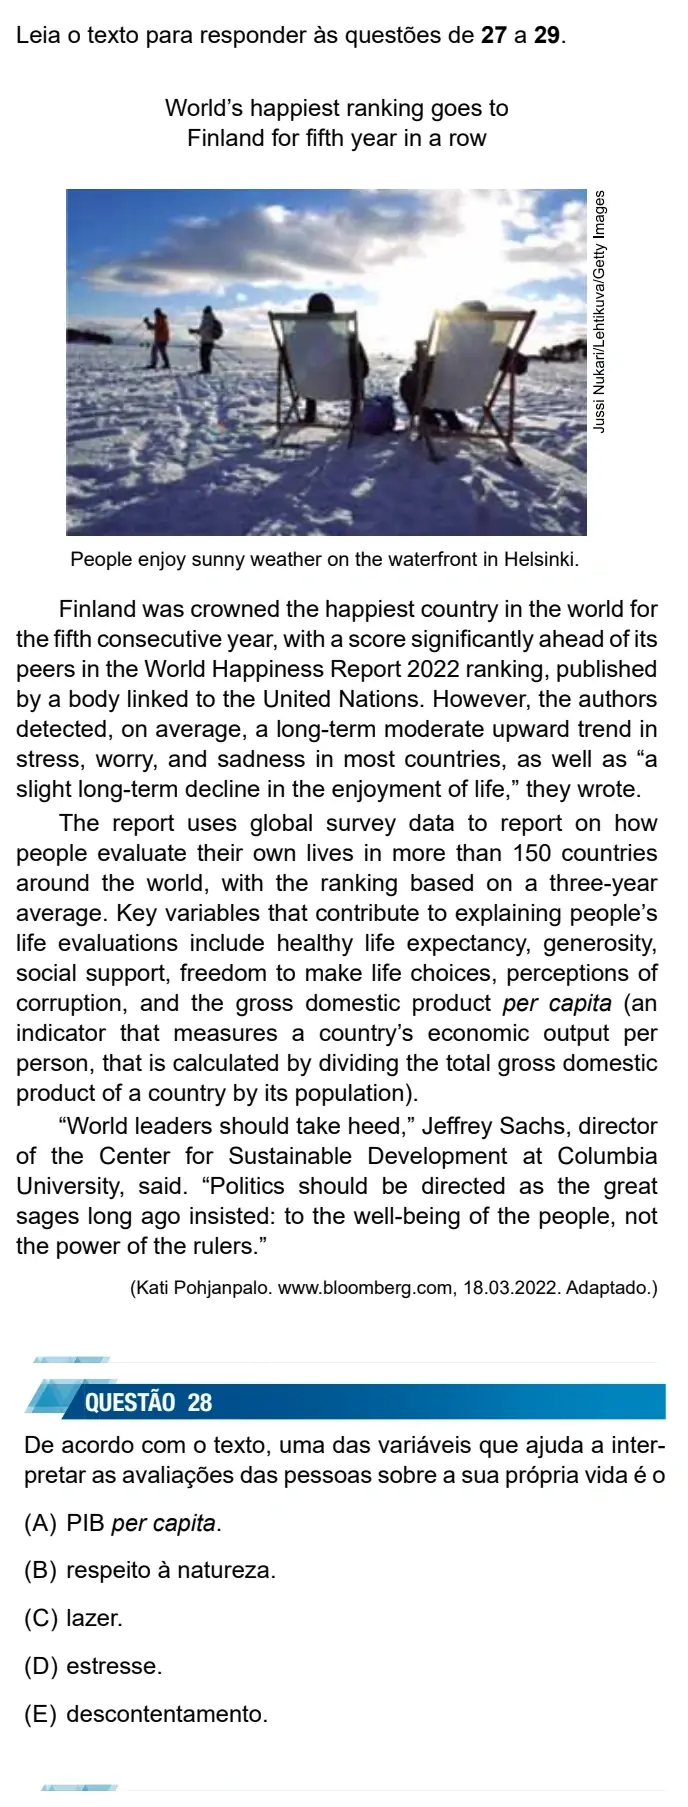 Leia o texto para responder às questões de 27 a 29.
World’s happiest ranking goes to
Finland for fifth year in a row
Jussi Nukari/Lehtikuva/Getty Images
People enjoy sunny weather on the waterfront in Helsinki.
Finland was crowned the happiest country in the world for
the fifth consecutive year, with a score significantly ahead of its
peers in the World Happiness Report 2022 ranking, published
by a body linked to the United Nations. However, the authors
detected, on average, a long-term moderate upward trend in
stress, worry, and sadness in most countries, as well as “a
slight long-term decline in the enjoyment of life,” they wrote.
The report uses global survey data to report on how
people evaluate their own lives in more than 150 countries
around the world, with the ranking based on a three-year
average. Key variables that contribute to explaining people’s
life evaluations include healthy life expectancy, generosity,
social support, freedom to make life choices, perceptions of
corruption, and the gross domestic product per capita (an
indicator that measures a country’s economic output per
person, that is calculated by dividing the total gross domestic
product of a country by its population).
“World leaders should take heed,” Jeffrey Sachs, director
of the Center for Sustainable Development at Columbia
University, said. “Politics should be directed as the great
sages long ago insisted: to the well-being of the people, not
the power of the rulers.”
(Kati Pohjanpalo. www.bloomberg.com, 18.03.2022. Adaptado.)
QUESTÃO 28
De acordo com o texto, uma das variáveis que ajuda a inter-
pretar as avaliações das pessoas sobre a sua própria vida é o
(A) PIB per capita.
(B) respeito à natureza.
(C) lazer.
(D) estresse.
(E) descontentamento.